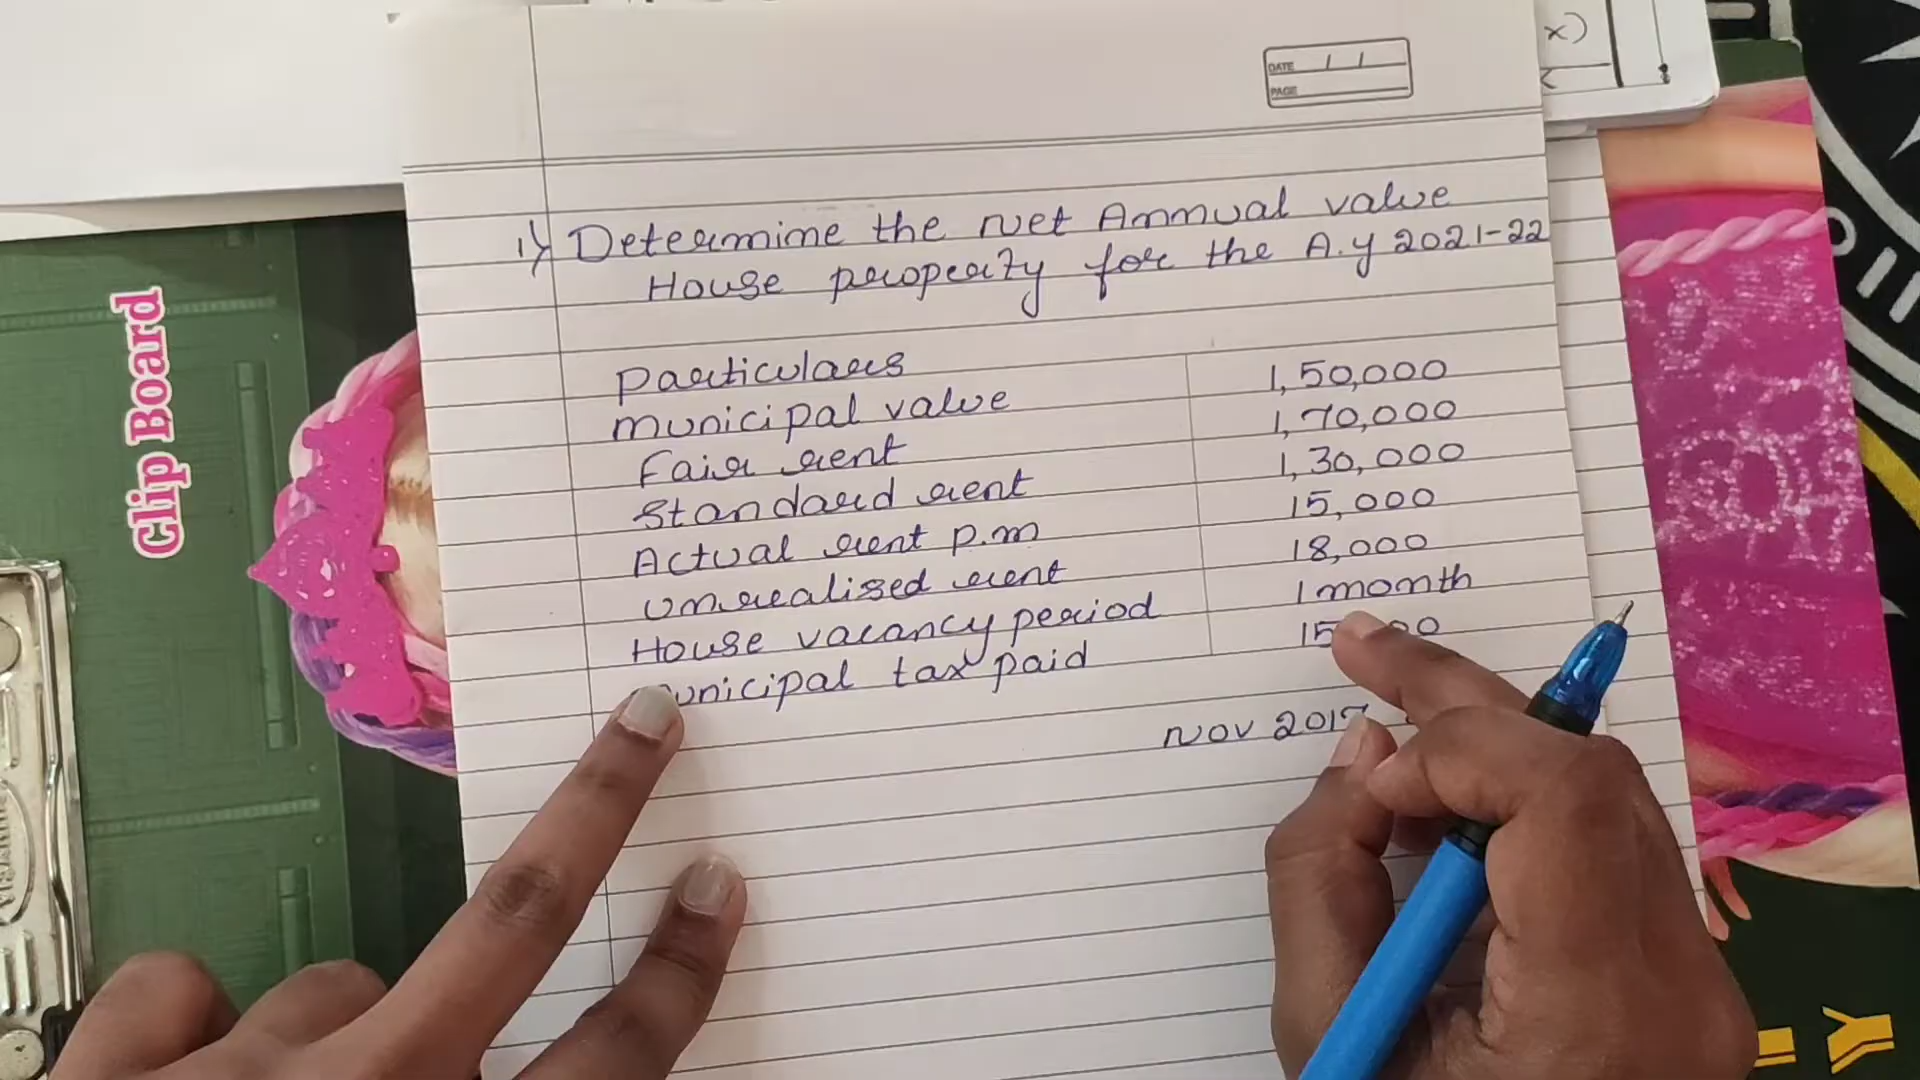 DATE / /
PAGE
x)
1) Determine the Net Annual value
House property for the A.y 2021-22
particulars
municipal value 1,50,000
Fair rent 1,70,000
Standard rent 1,30,000
Actual rent p.m 15,000
unrealised rent 18,000
House vacancy period 1 month
municipal tax paid
Nov 2017
Clip Board